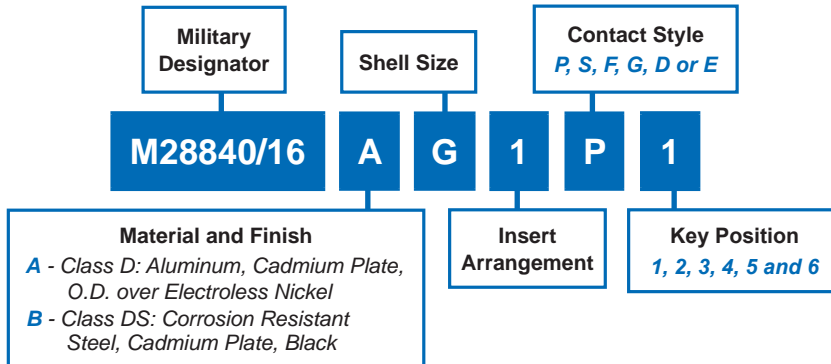 Military
Designator
Shell Size
Contact Style
P, S, F, G, D or E
M28840/16 A G 1 P 1
Material and Finish
A - Class D: Aluminum, Cadmium Plate,
O.D. over Electroless Nickel
B - Class DS: Corrosion Resistant
Steel, Cadmium Plate, Black
Insert
Arrangement
Key Position
1, 2, 3, 4, 5 and 6